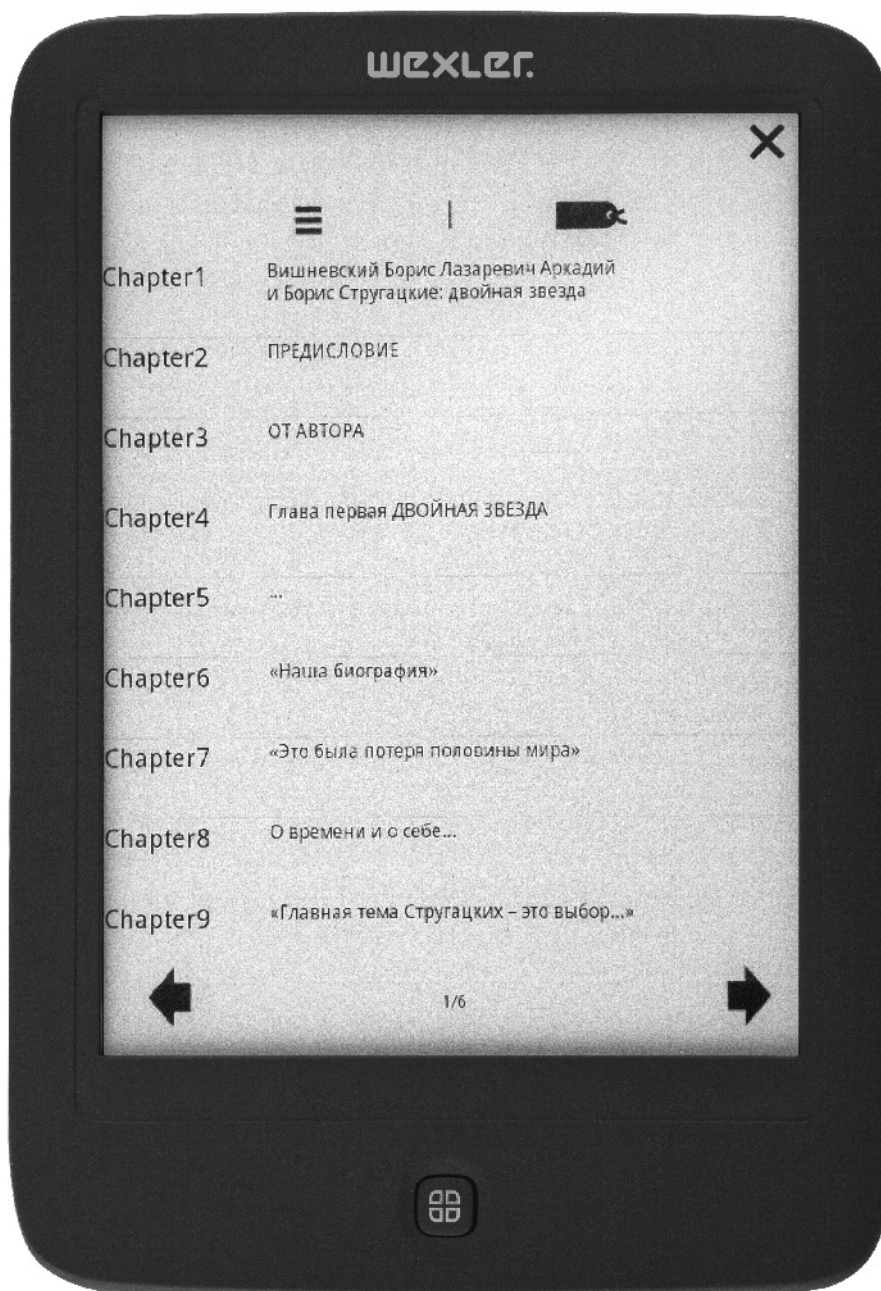 wexler.
Chapter1
Вишневский Борис Лазаревич Аркадий
и Борис Стругацкие: двойная звезда
Chapter2
ПРЕДИСЛОВИЕ
Chapter3
ОТ АВТОРА
Chapter4
Глава первая ДВОЙНАЯ ЗВЕЗДА
Chapter5
...
Chapter6
«Наша биография»
Chapter7
«Это была потеря половины мира»
Chapter8
О времени и о себе...
Chapter9
«Главная тема Стругацких – это выбор...»
1/6